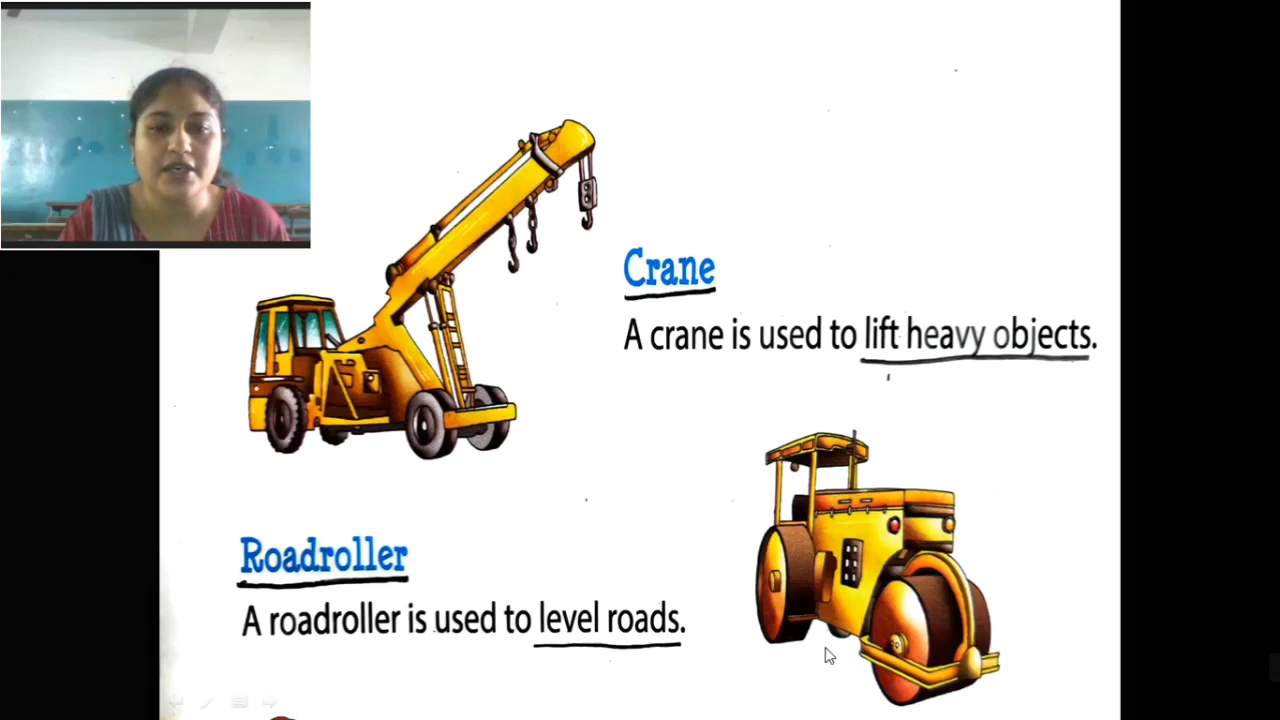 Crane
A crane is used to lift heavy objects.
Roadroller
A roadroller is used to level roads.